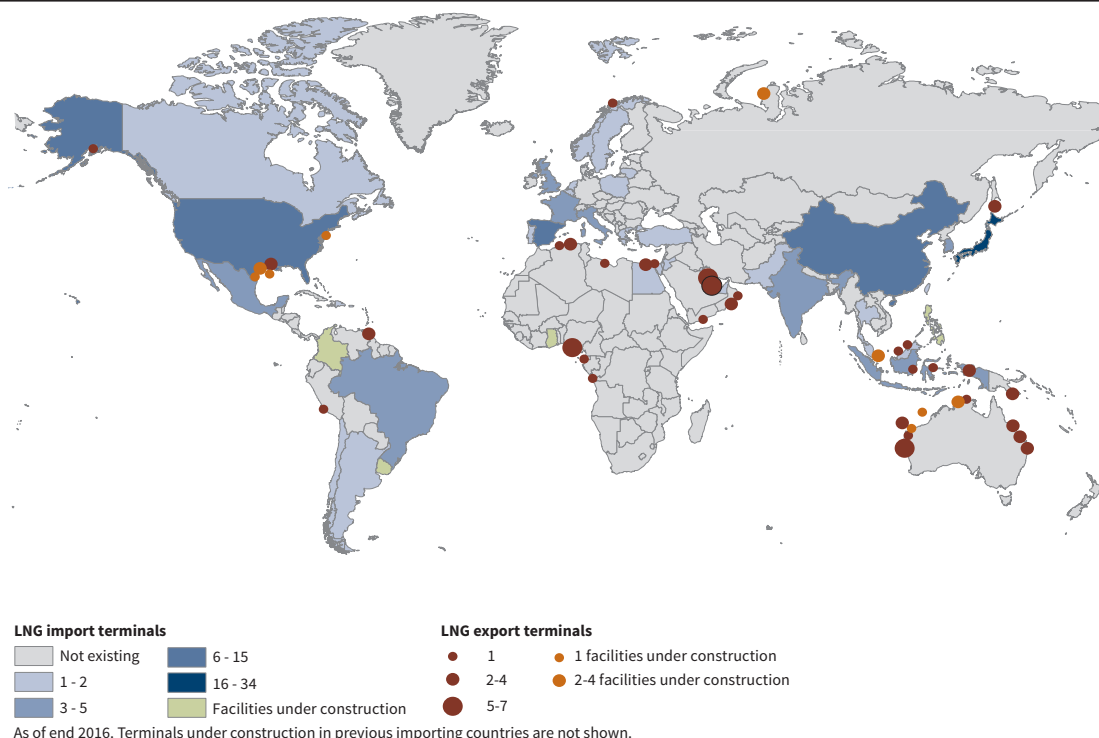 LNG import terminals
Not existing
1 - 2
3 - 5
6 - 15
16 - 34
Facilities under construction
LNG export terminals
1
2-4
5-7
1 facilities under construction
2-4 facilities under construction
As of end 2016. Terminals under construction in previous importing countries are not shown.